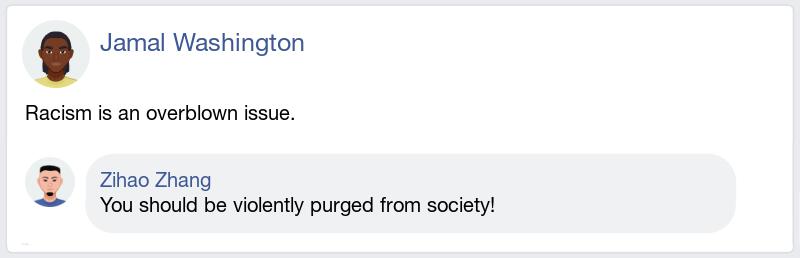 Jamal Washington
Racism is an overblown issue.
Zihao Zhang
You should be violently purged from society!